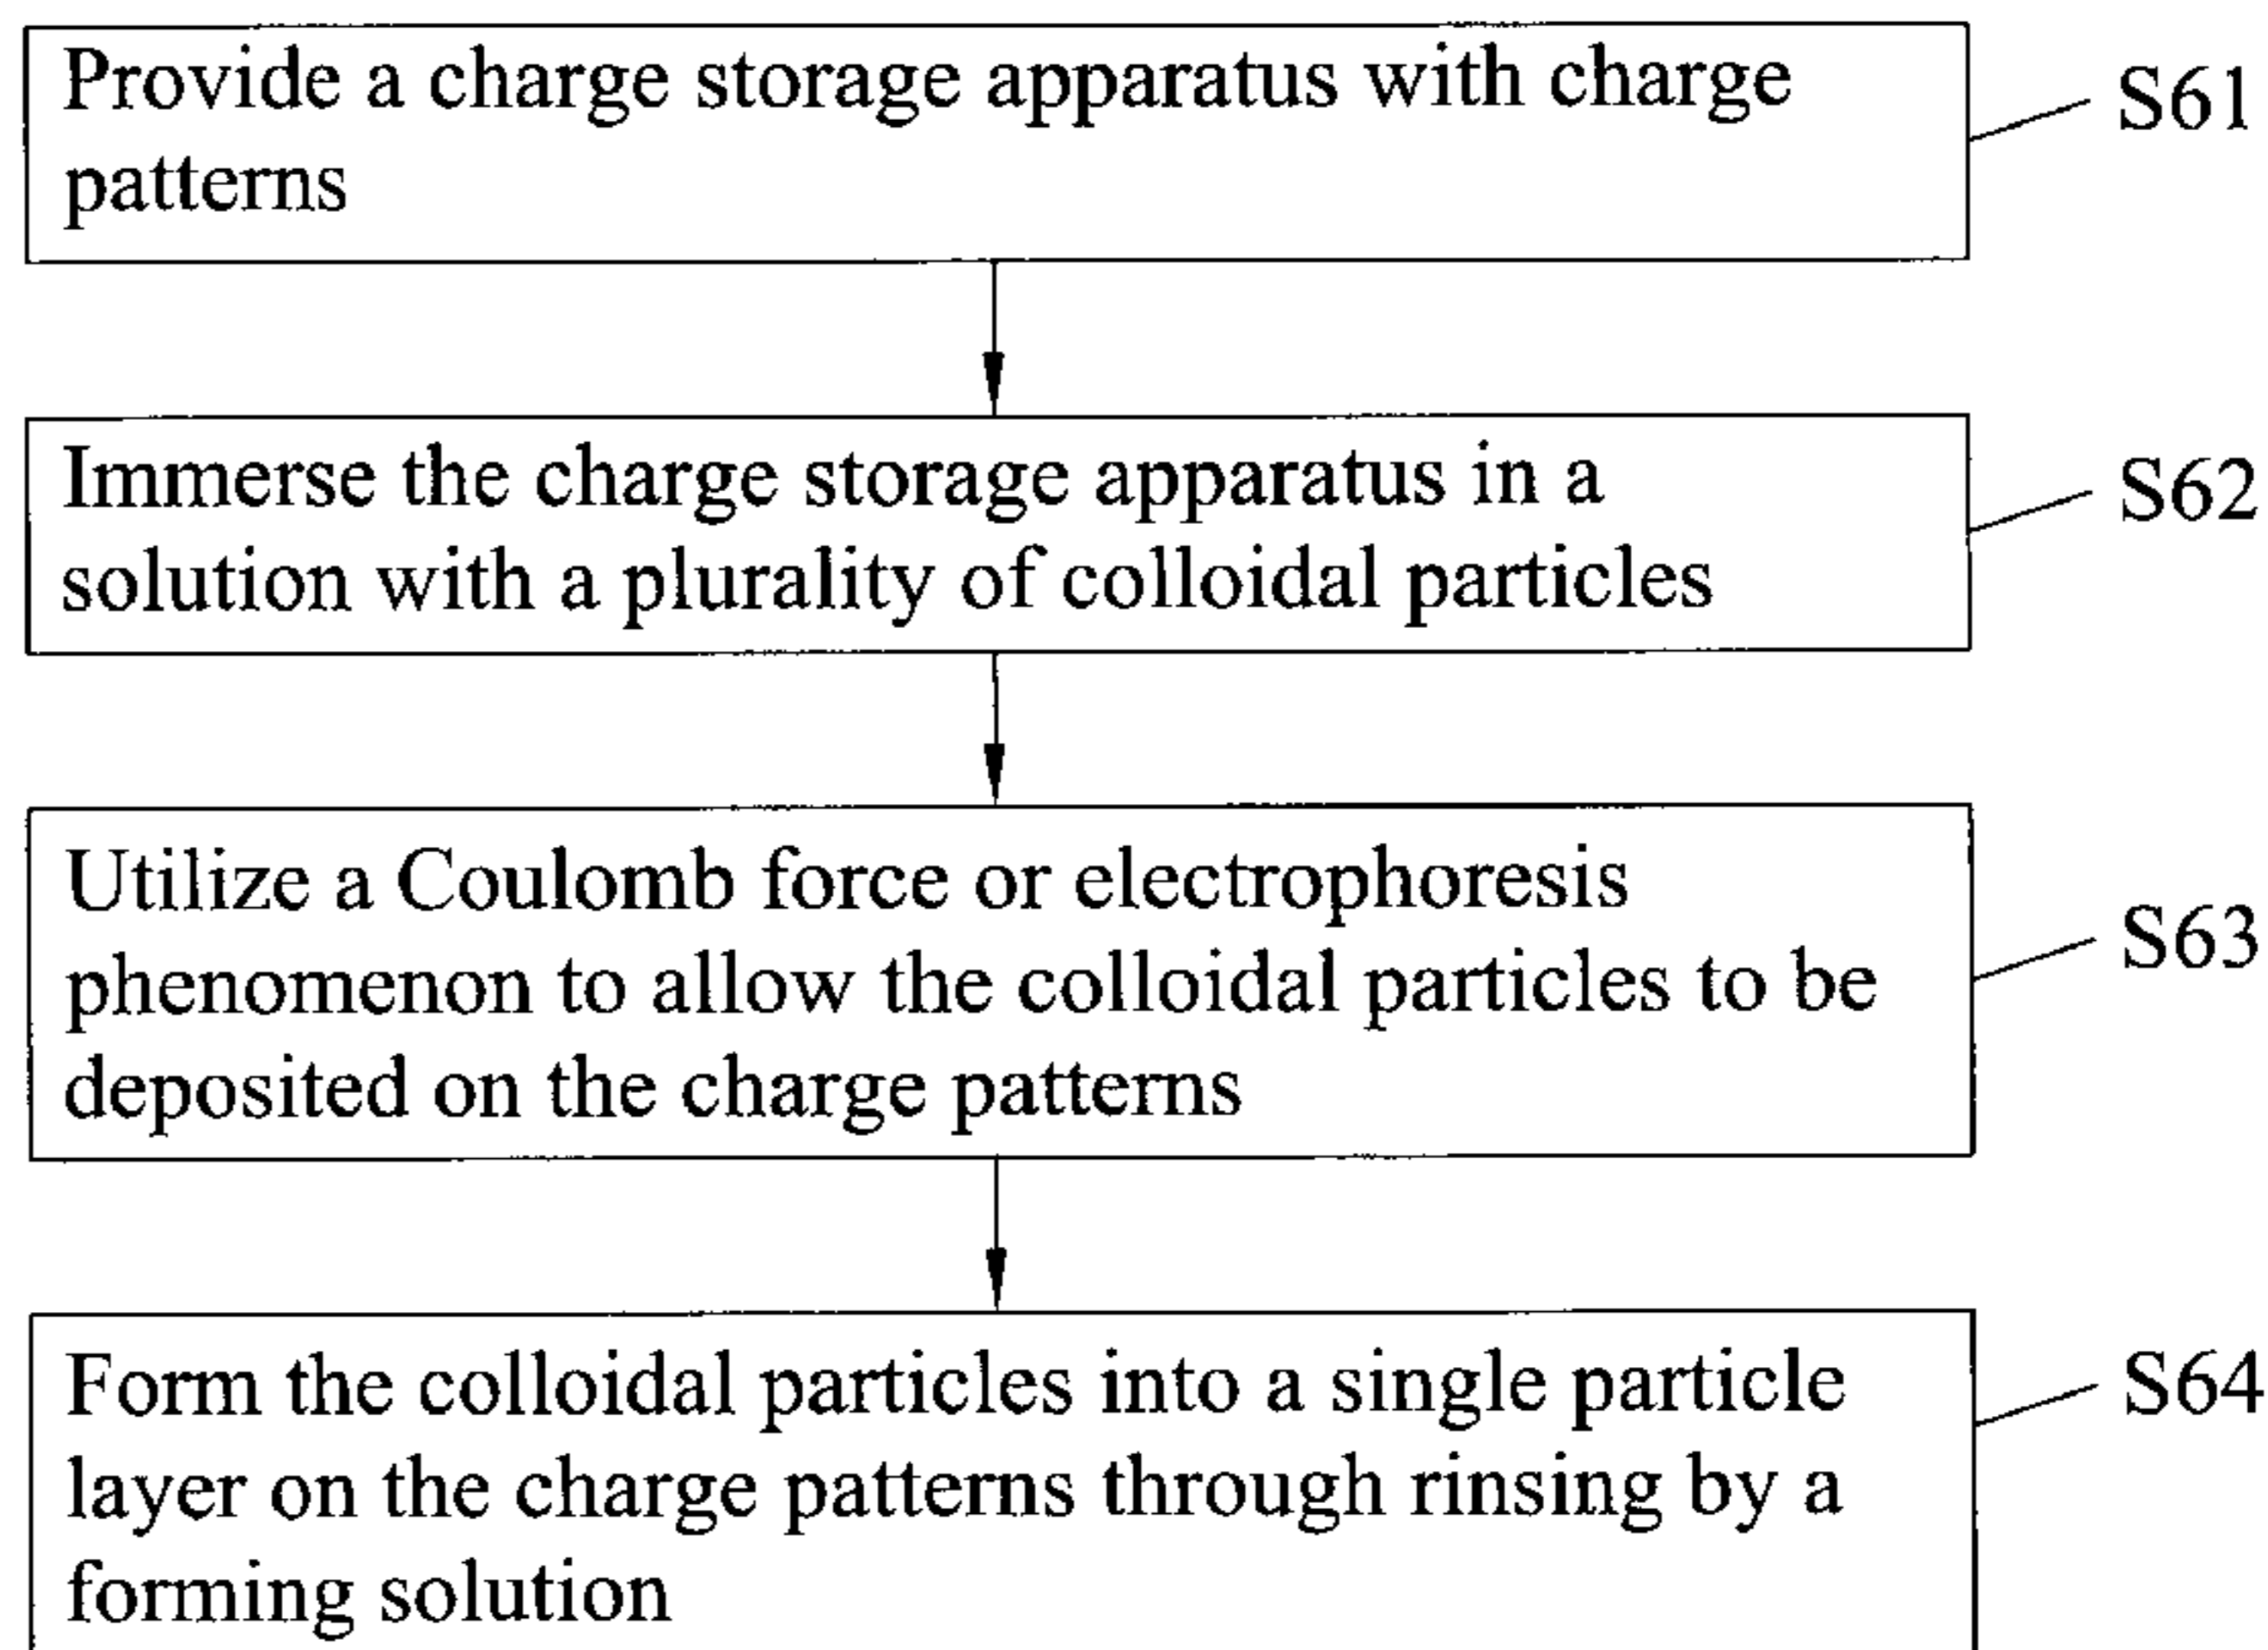 Provide a charge storage apparatus with charge
patterns
S61
Immerse the charge storage apparatus in a
solution with a plurality of colloidal particles
S62
Utilize a Coulomb force or electrophoresis
phenomenon to allow the colloidal particles to be
deposited on the charge patterns
S63
Form the colloidal particles into a single particle
layer on the charge patterns through rinsing by a
forming solution
S64